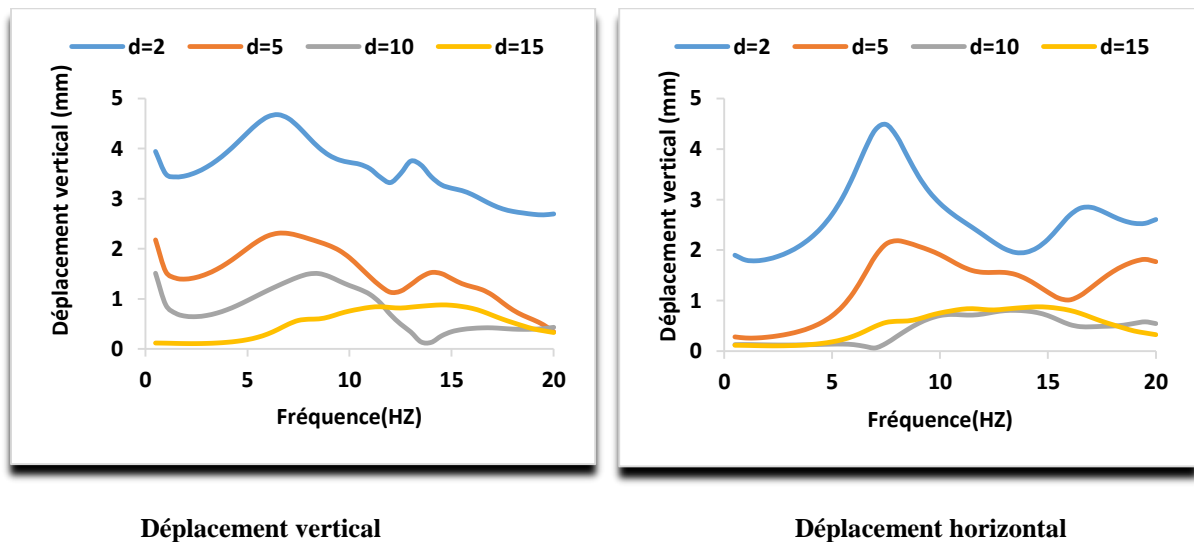 d=2 d=5 d=10 d=15
Déplacement vertical (mm)
5
4
3
2
1
0
0 5 10 15 20
Fréquence(HZ)
d=2 d=5 d=10 d=15
Déplacement vertical (mm)
5
4
3
2
1
0
0 5 10 15 20
Fréquence(HZ)
Déplacement vertical
Déplacement horizontal